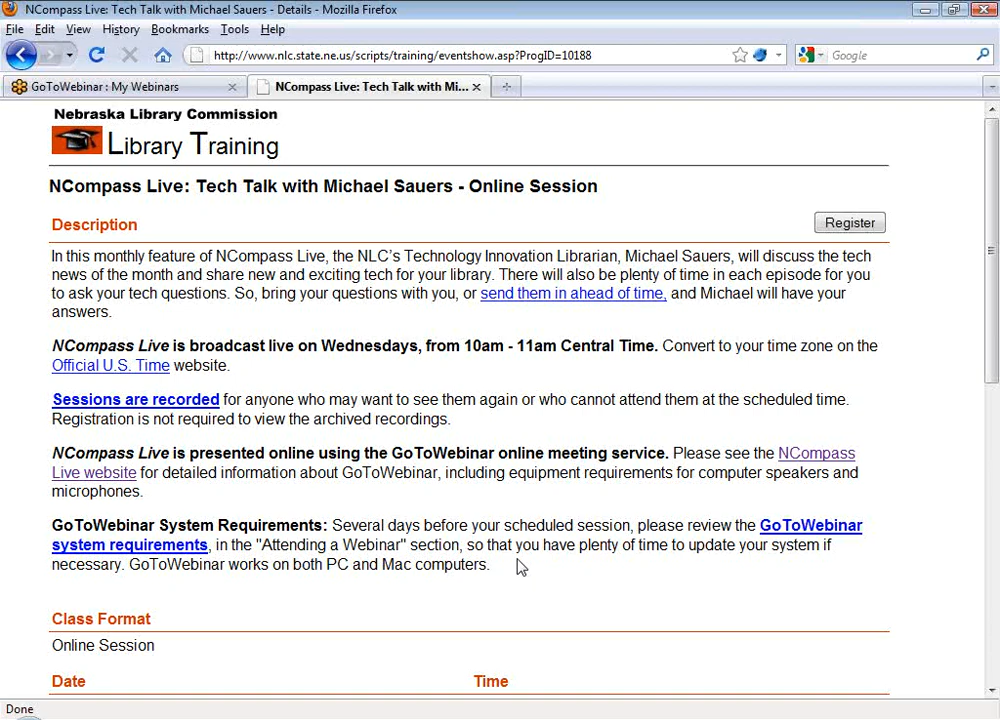 NCompass Live: Tech Talk with Michael Sauers - Details - Mozilla Firefox
File Edit View History Bookmarks Tools Help
http://www.nlc.state.ne.us/scripts/training/eventshow.asp?ProgID=10188
Google
GoToWebinar : My Webinars
NCompass Live: Tech Talk with Mi...
Nebraska Library Commission
Library Training
NCompass Live: Tech Talk with Michael Sauers - Online Session
Description
Register
In this monthly feature of NCompass Live, the NLC's Technology Innovation Librarian, Michael Sauers, will discuss the tech
news of the month and share new and exciting tech for your library. There will also be plenty of time in each episode for you
to ask your tech questions. So, bring your questions with you, or send them in ahead of time, and Michael will have your
answers.
NCompass Live is broadcast live on Wednesdays, from 10am - 11am Central Time. Convert to your time zone on the
Official U.S. Time website.
Sessions are recorded for anyone who may want to see them again or who cannot attend them at the scheduled time.
Registration is not required to view the archived recordings.
NCompass Live is presented online using the GoToWebinar online meeting service. Please see the NCompass
Live website for detailed information about GoToWebinar, including equipment requirements for computer speakers and
microphones.
GoToWebinar System Requirements: Several days before your scheduled session, please review the GoToWebinar
system requirements, in the "Attending a Webinar" section, so that you have plenty of time to update your system if
necessary. GoToWebinar works on both PC and Mac computers.
Class Format
Online Session
Date Time
Done